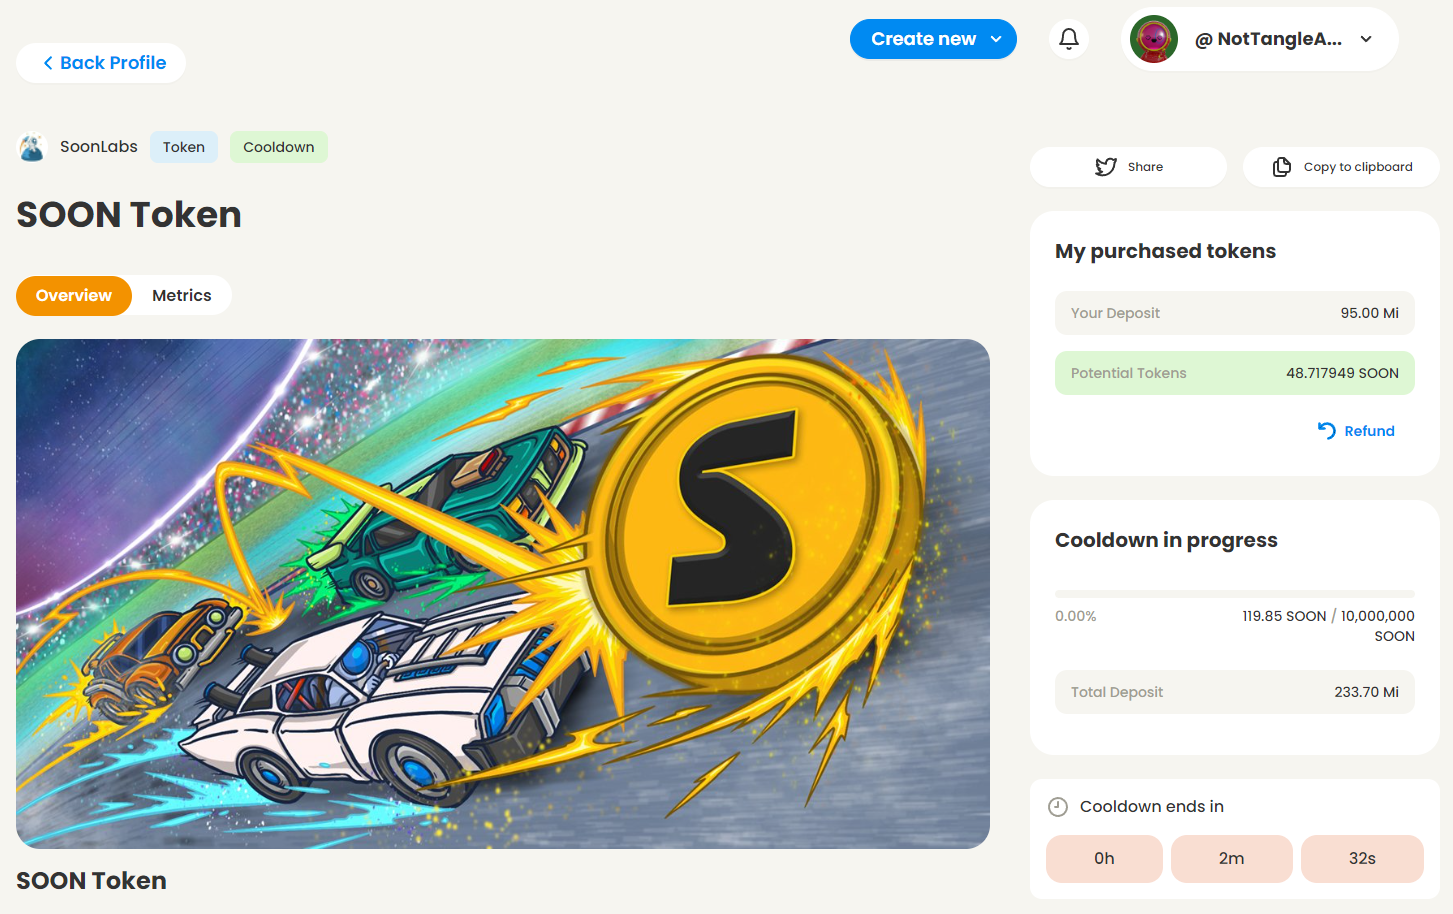 Create new
@ NotTangleA...
Back Profile
SoonLabs
Token
Cooldown
SOON Token
Overview
Metrics
S
SOON Token
Share
Copy to clipboard
My purchased tokens
Your Deposit 95.00 Mi
Potential Tokens 48.717949 SOON
Refund
Cooldown in progress
0.00% 119.85 SOON / 10,000,000
SOON
Total Deposit 233.70 Mi
Cooldown ends in
0h 2m 32s